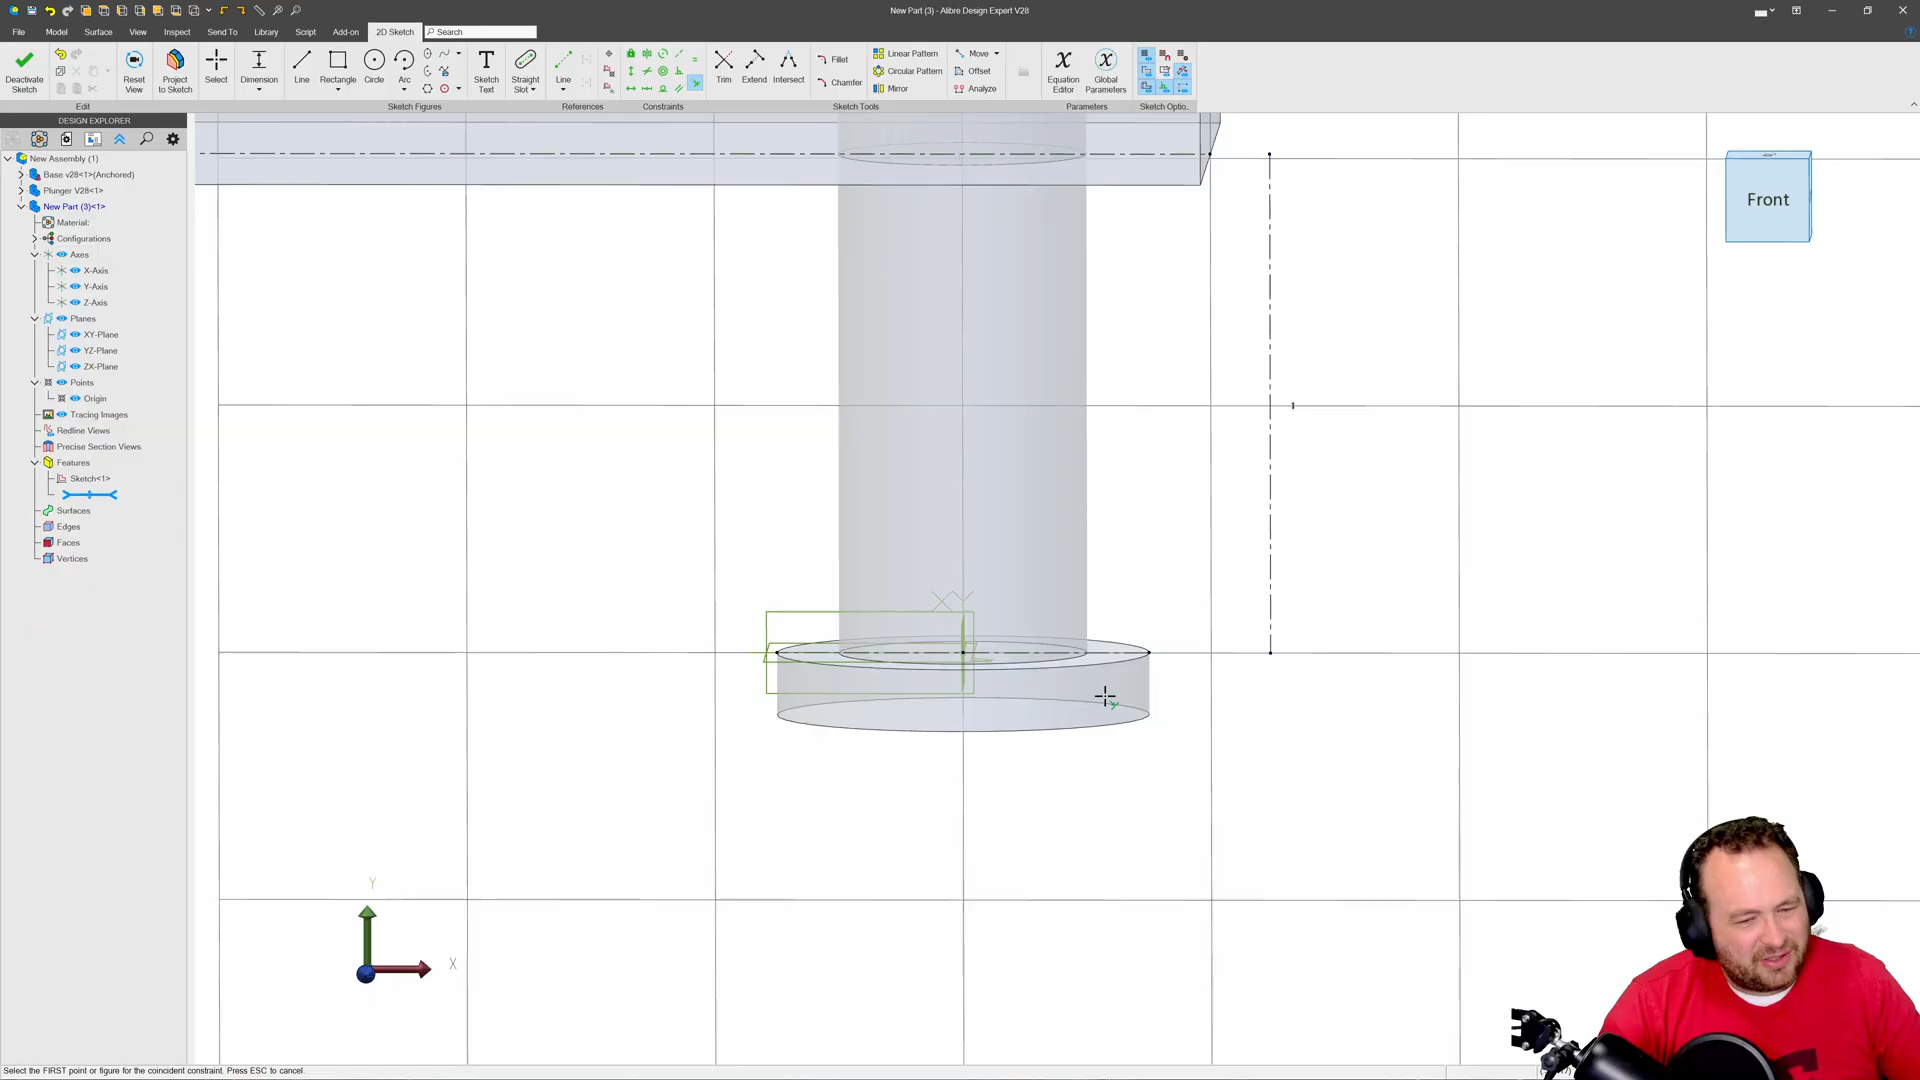 New Part (3) - Alibre Design Expert V28
File Model Surface View Inspect Send To Library Script Add-on 2D Sketch Search
Deactivate Sketch
Reset View
Project to Sketch
Select
Dimension
Line
Rectangle
Circle
Arc
Sketch Text
Straight Slot
Line
Trim
Extend
Intersect
Fillet
Chamfer
Linear Pattern
Circular Pattern
Mirror
Move
Offset
Analyze
Equation Editor
Global Parameters
Edit Sketch Figures References Constraints Sketch Tools Parameters Sketch Optio..
DESIGN EXPLORER
New Assembly (1)
Base v28<1>(Anchored)
Plunger V28<1>
New Part (3)<1>
Material:
Configurations
Axes
X-Axis
Y-Axis
Z-Axis
Planes
XY-Plane
YZ-Plane
ZX-Plane
Points
Origin
Tracing Images
Redline Views
Precise Section Views
Features
Sketch<1>
Surfaces
Edges
Faces
Vertices
Front
Y
X
Select the FIRST point or figure for the coincident constraint. Press ESC to cancel.